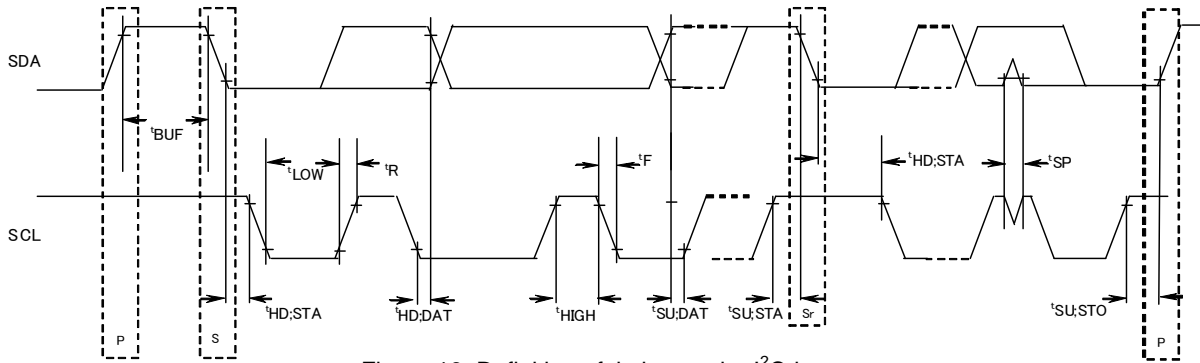 SDA
tBUF
tLOW
tR
tF
tHD;STA
tSP
SCL
tHD;STA
tHD;DAT
tHIGH
tSU;DAT
tSU;STA
Sr
tSU;STO
P
S
P